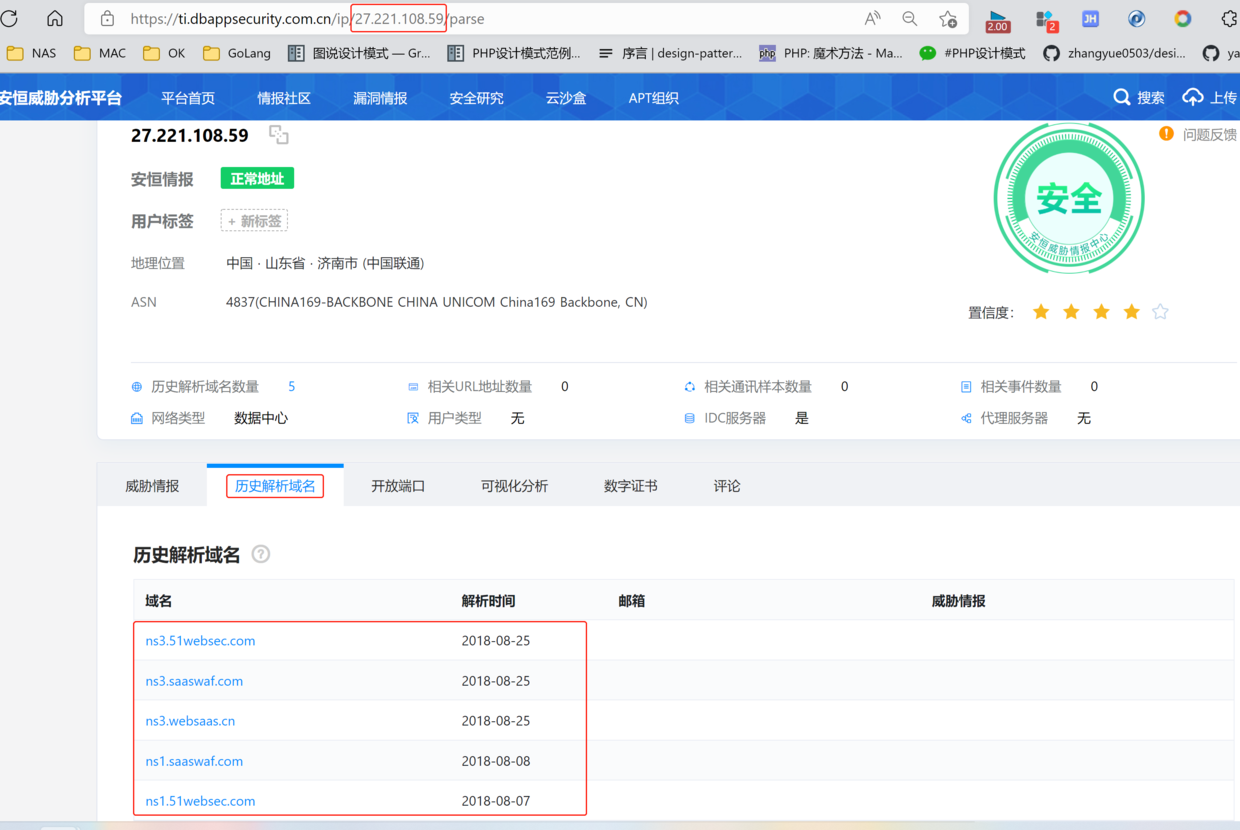 https://ti.dbappsecurity.com.cn/ip/27.221.108.59/parse
2.00
2
JH
NAS MAC OK GoLang 图说设计模式 — Gr... PHP设计模式范例... 序言 | design-patter... php PHP: 魔术方法 - Ma... #PHP设计模式 zhangyue0503/desi... ya
安恒威胁分析平台 平台首页 情报社区 漏洞情报 安全研究 云沙盒 APT组织 搜索 上传
27.221.108.59
问题反馈
安恒情报 正常地址
安全
安恒威胁情报中心
用户标签 + 新标签
地理位置 中国 · 山东省 · 济南市 (中国联通)
ASN 4837(CHINA169-BACKBONE CHINA UNICOM China169 Backbone, CN)
置信度:
历史解析域名数量 5 相关URL地址数量 0 相关通讯样本数量 0 相关事件数量 0
网络类型 数据中心 用户类型 无 IDC服务器 是 代理服务器 无
威胁情报 历史解析域名 开放端口 可视化分析 数字证书 评论
历史解析域名 ?
域名 解析时间 邮箱 威胁情报
ns3.51websec.com 2018-08-25
ns3.saaswaf.com 2018-08-25
ns3.websaas.cn 2018-08-25
ns1.saaswaf.com 2018-08-08
ns1.51websec.com 2018-08-07